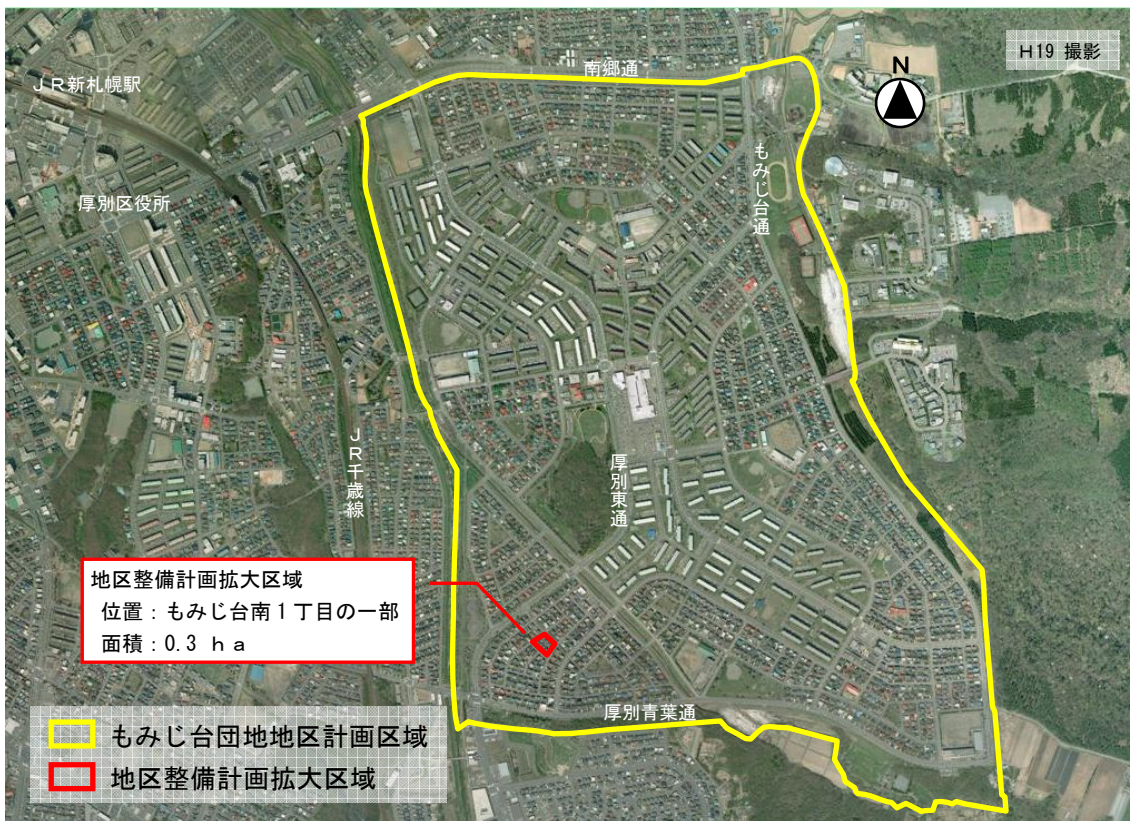 H19 撮影
N
南郷通
JR新札幌駅
もみじ台通
厚別区役所
JR千歳線
厚別東通
地区整備計画拡大区域
位置：もみじ台南1丁目の一部
面積：0.3 ha
厚別青葉通
もみじ台団地地区計画区域
地区整備計画拡大区域